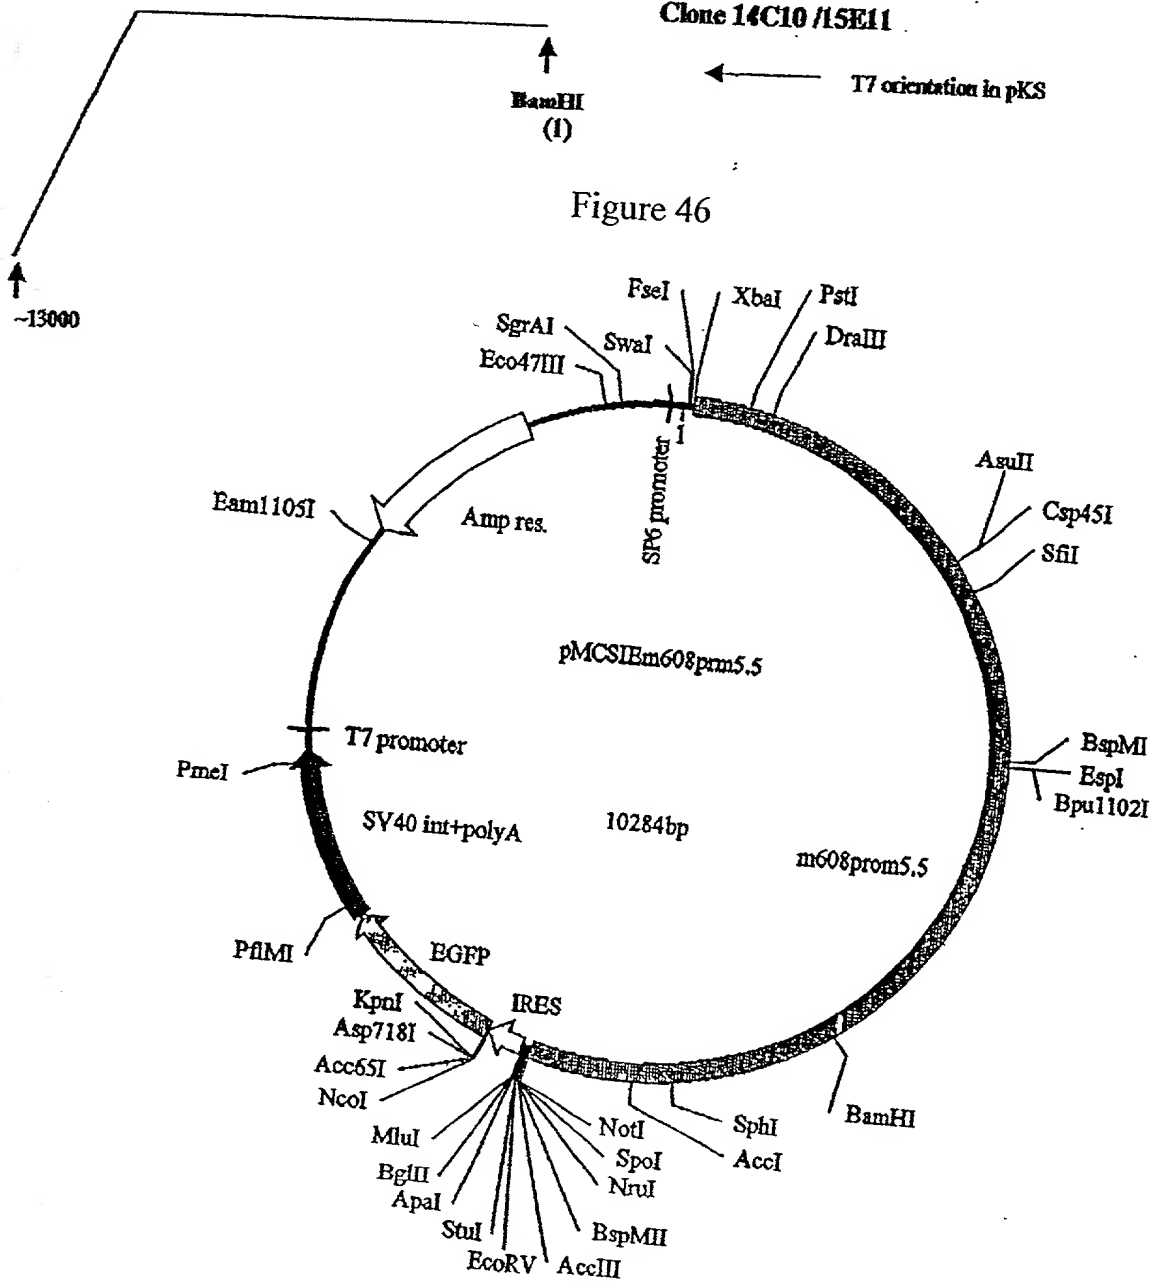 Clone 14C10 /15E11
T7 orientation in pKS
BamHI
(1)
Figure 46
~13000
FseI
XbaI
PstI
SgrAI
SwaI
DraIII
Eco47III
1
SP6 promoter
AsuII
Eam1105I
Amp res.
Csp45I
SfiI
pMCSIEm608prm5.5
T7 promoter
BspMI
PmeI
EspI
Bpu1102I
SV40 int+polyA
10284bp
m608prom5.5
PflMI
EGFP
KpnI
IRES
Asp718I
Acc65I
NcoI
BamHI
MluI
NotI
SphI
BglII
SpoI
AccI
ApaI
NruI
StuI
BspMII
EcoRV
AccIII